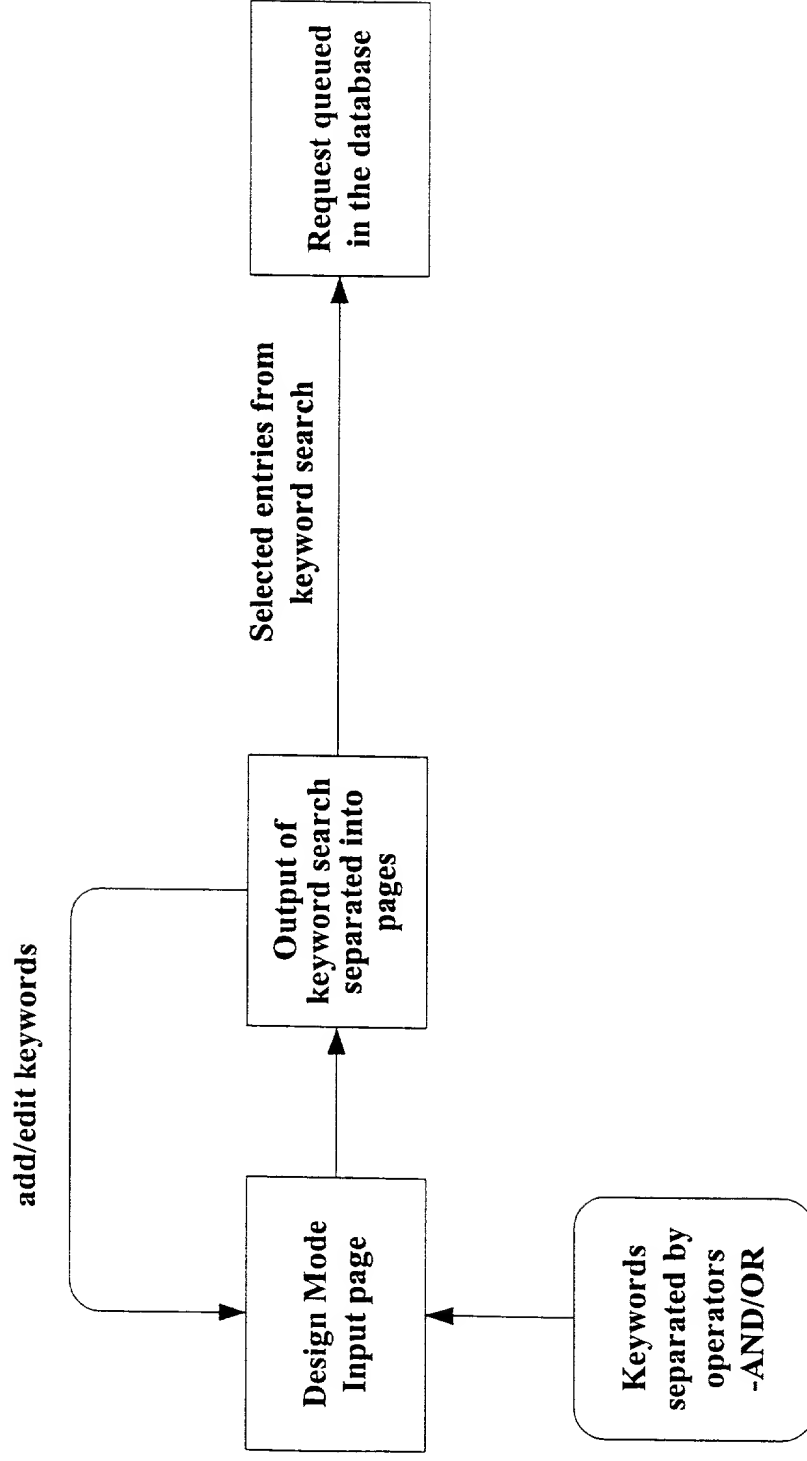 add/edit keywords
Design Mode
Input page
Output of
keyword search
separated into
pages
Selected entries from
keyword search
Request queued
in the database
Keywords
separated by
operators
-AND/OR